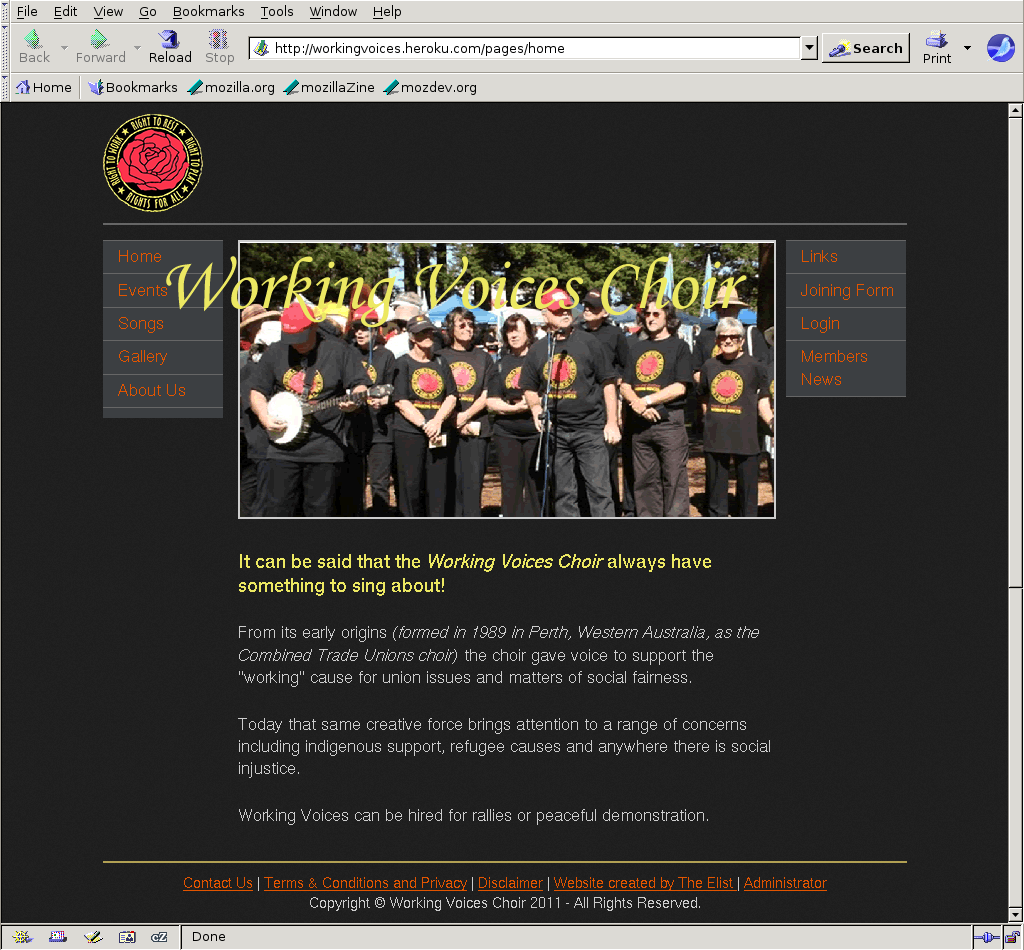 File Edit View Go Bookmarks Tools Window Help
Back Forward Reload Stop http://workingvoices.heroku.com/pages/home Search Print
Home Bookmarks mozilla.org mozillaZine mozdev.org
RIGHT TO WORK ★ RIGHT TO REST ★ RIGHT TO PLAY ★ RIGHTS FOR ALL ★
Working Voices Choir
Home
Events
Songs
Gallery
About Us
Links
Joining Form
Login
Members
News
It can be said that the Working Voices Choir always have
something to sing about!
From its early origins (formed in 1989 in Perth, Western Australia, as the
Combined Trade Unions choir) the choir gave voice to support the
"working" cause for union issues and matters of social fairness.
Today that same creative force brings attention to a range of concerns
including indigenous support, refugee causes and anywhere there is social
injustice.
Working Voices can be hired for rallies or peaceful demonstration.
Contact Us | Terms & Conditions and Privacy | Disclaimer | Website created by The Elist | Administrator
Copyright © Working Voices Choir 2011 - All Rights Reserved.
Done